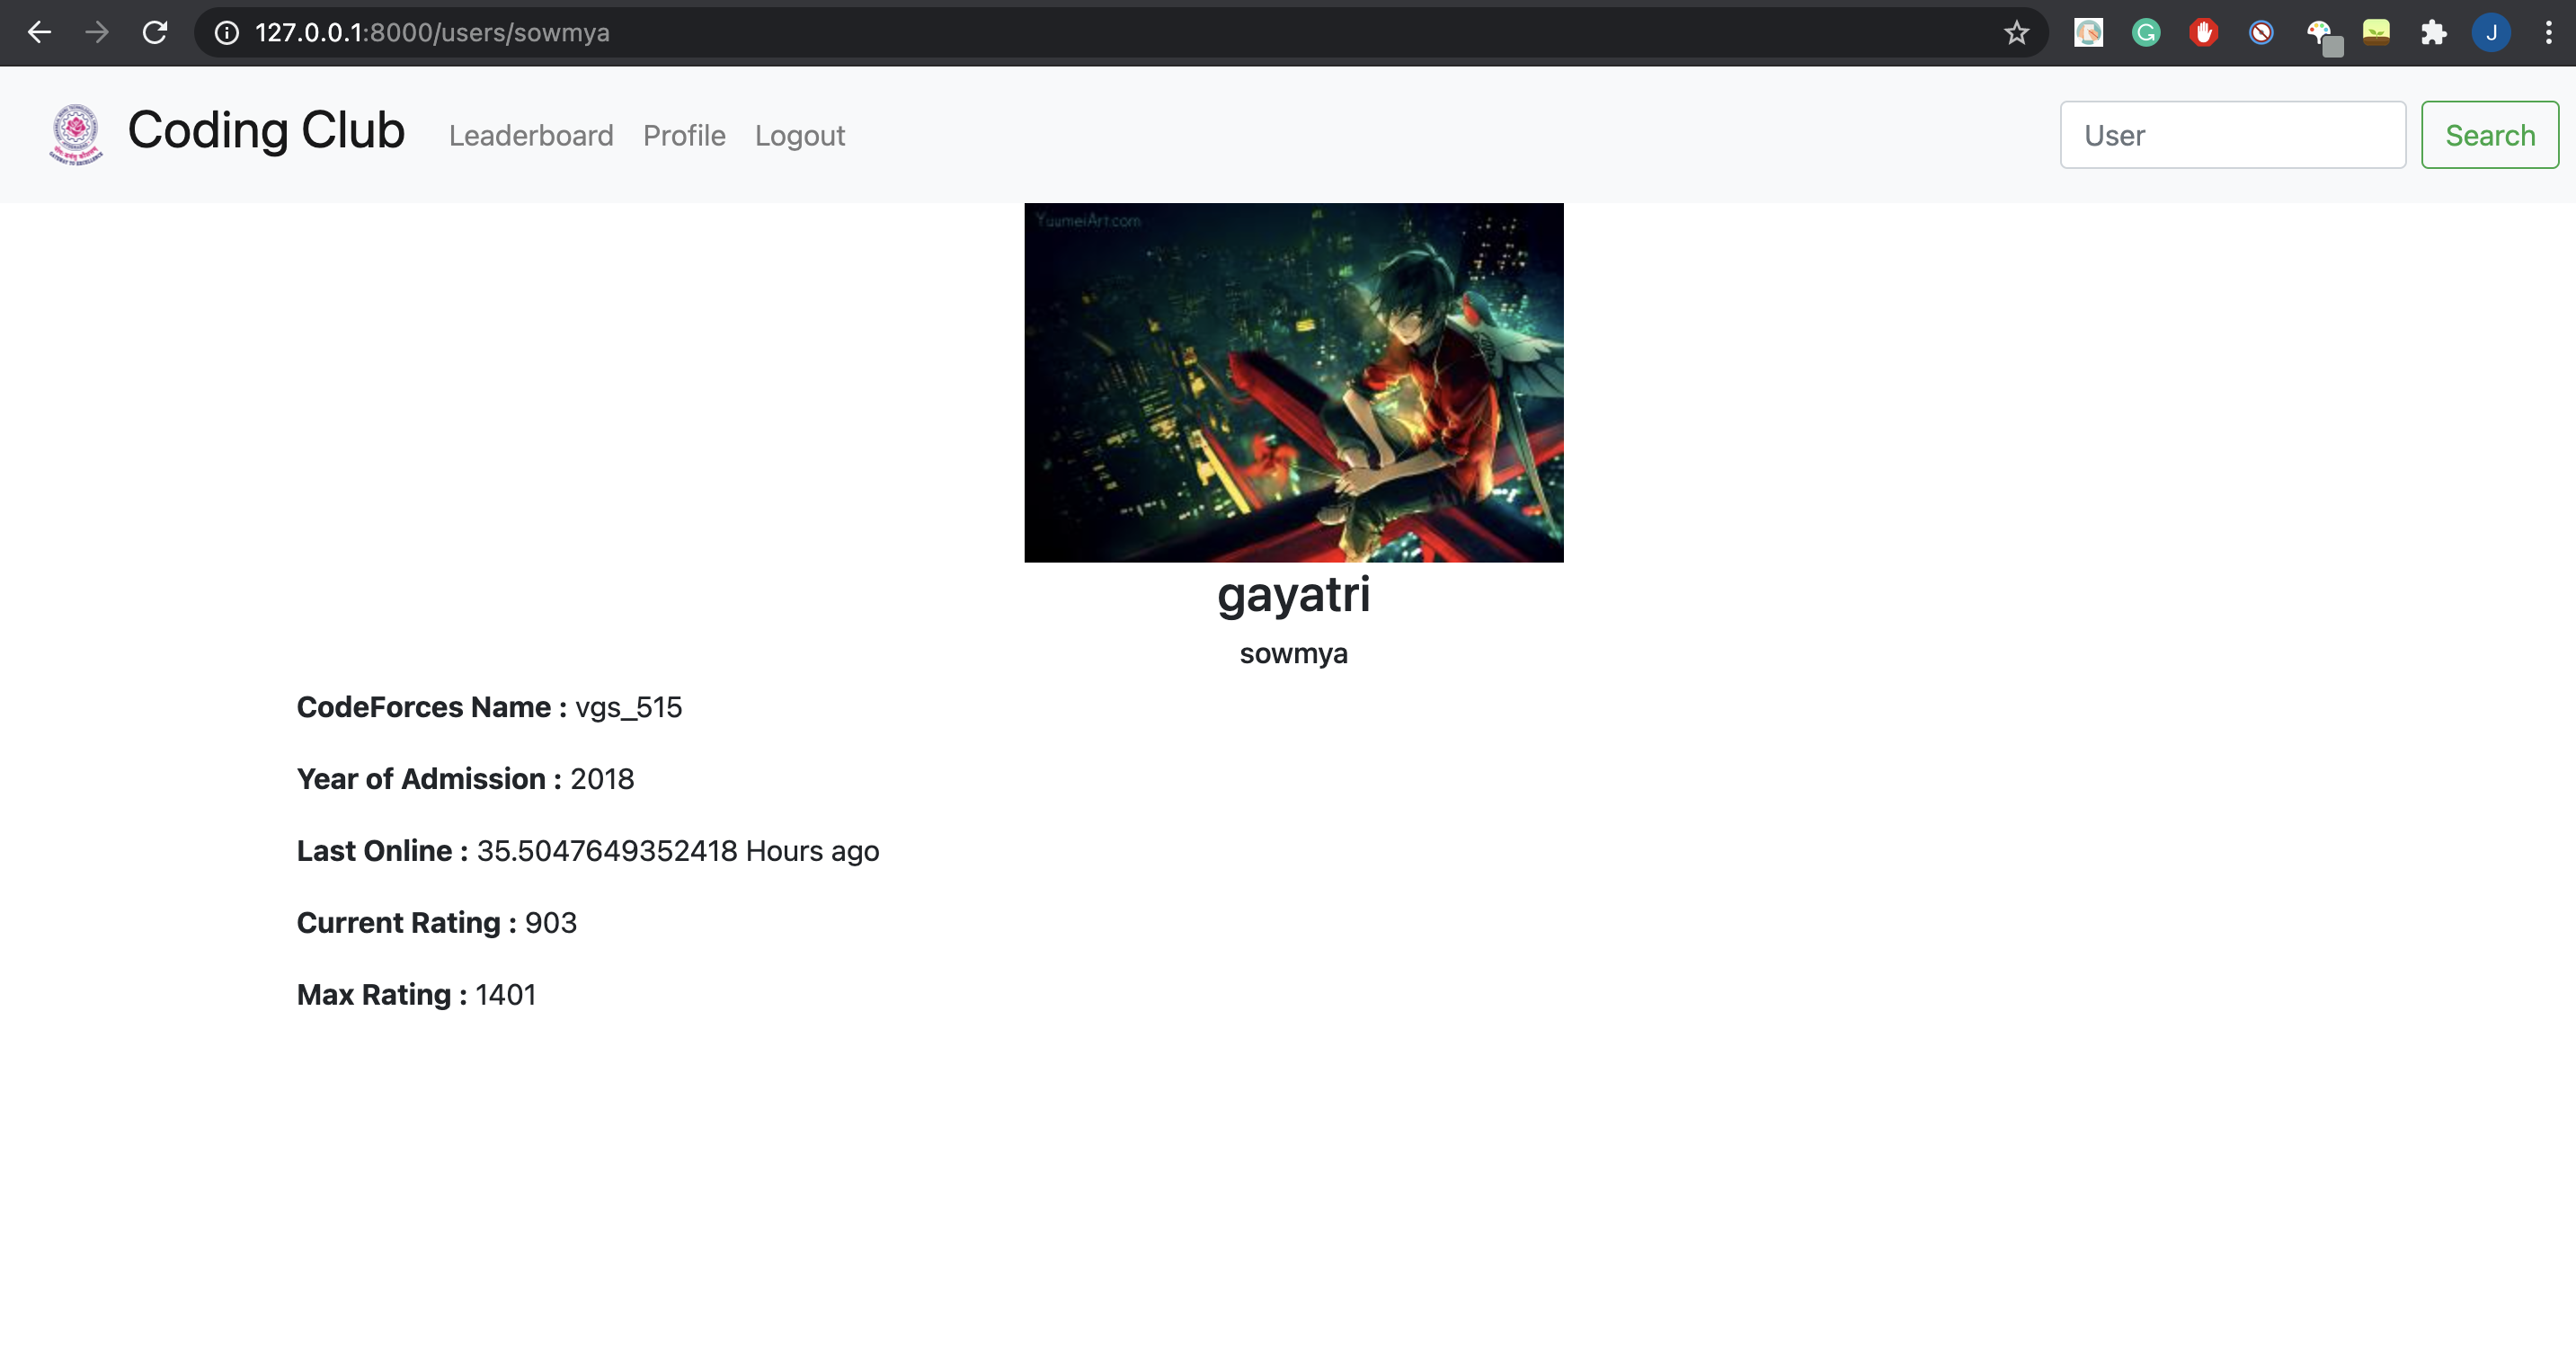 127.0.0.1:8000/users/sowmya
J
Coding Club
Leaderboard
Profile
Logout
User
Search
YuumeiArt.com
gayatri
sowmya
CodeForces Name : vgs_515
Year of Admission : 2018
Last Online : 35.5047649352418 Hours ago
Current Rating : 903
Max Rating : 1401